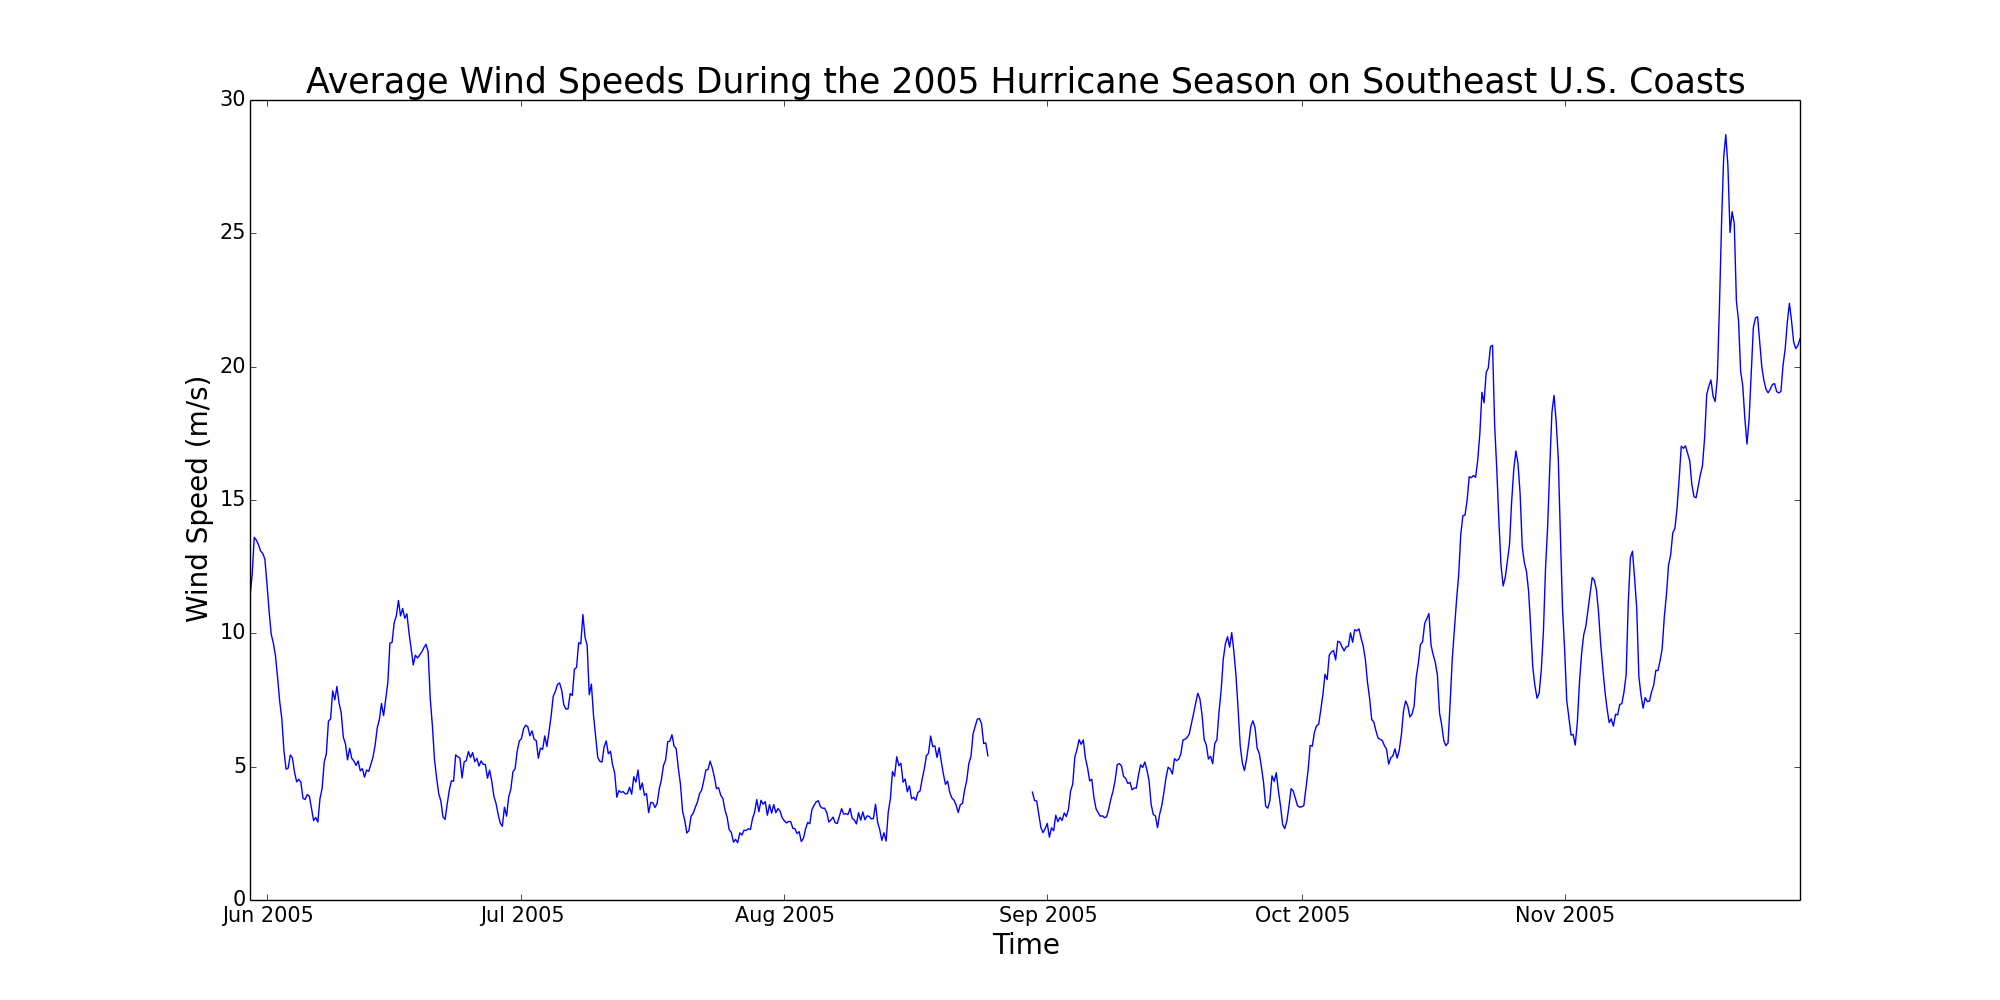 Average Wind Speeds During the 2005 Hurricane Season on Southeast U.S. Coasts
30
25
20
15
10
5
0
Wind Speed (m/s)
Jun 2005 Jul 2005 Aug 2005 Sep 2005 Oct 2005 Nov 2005
Time